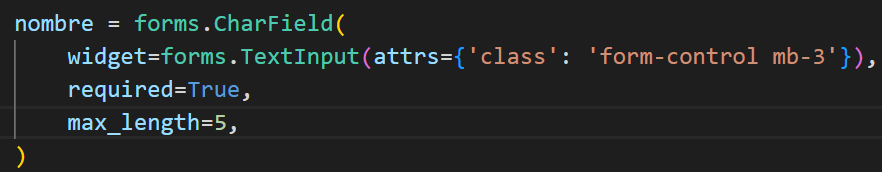 nombre = forms.CharField(
    widget=forms.TextInput(attrs={'class': 'form-control mb-3'}),
    required=True,
    max_length=5,
)